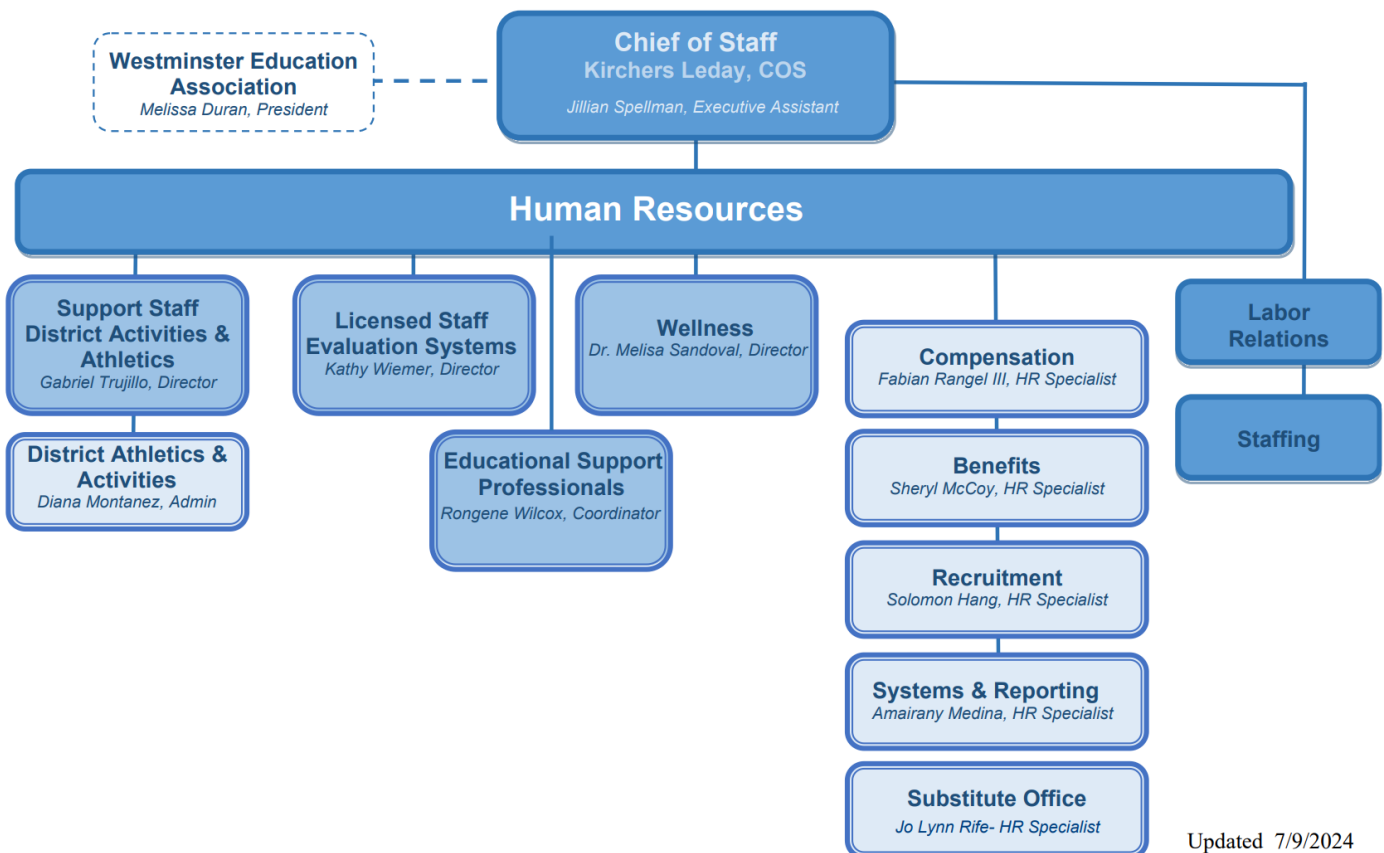 Westminster Education
Association
Melissa Duran, President
Chief of Staff
Kirchers Leday, COS
Jillian Spellman, Executive Assistant
Human Resources
Support Staff
District Activities &
Athletics
Gabriel Trujillo, Director
District Athletics &
Activities
Diana Montanez, Admin
Licensed Staff
Evaluation Systems
Kathy Wiemer, Director
Educational Support
Professionals
Rongene Wilcox, Coordinator
Wellness
Dr. Melisa Sandoval, Director
Compensation
Fabian Rangel III, HR Specialist
Benefits
Sheryl McCoy, HR Specialist
Recruitment
Solomon Hang, HR Specialist
Systems & Reporting
Amairany Medina, HR Specialist
Substitute Office
Jo Lynn Rife- HR Specialist
Labor
Relations
Staffing
Updated 7/9/2024